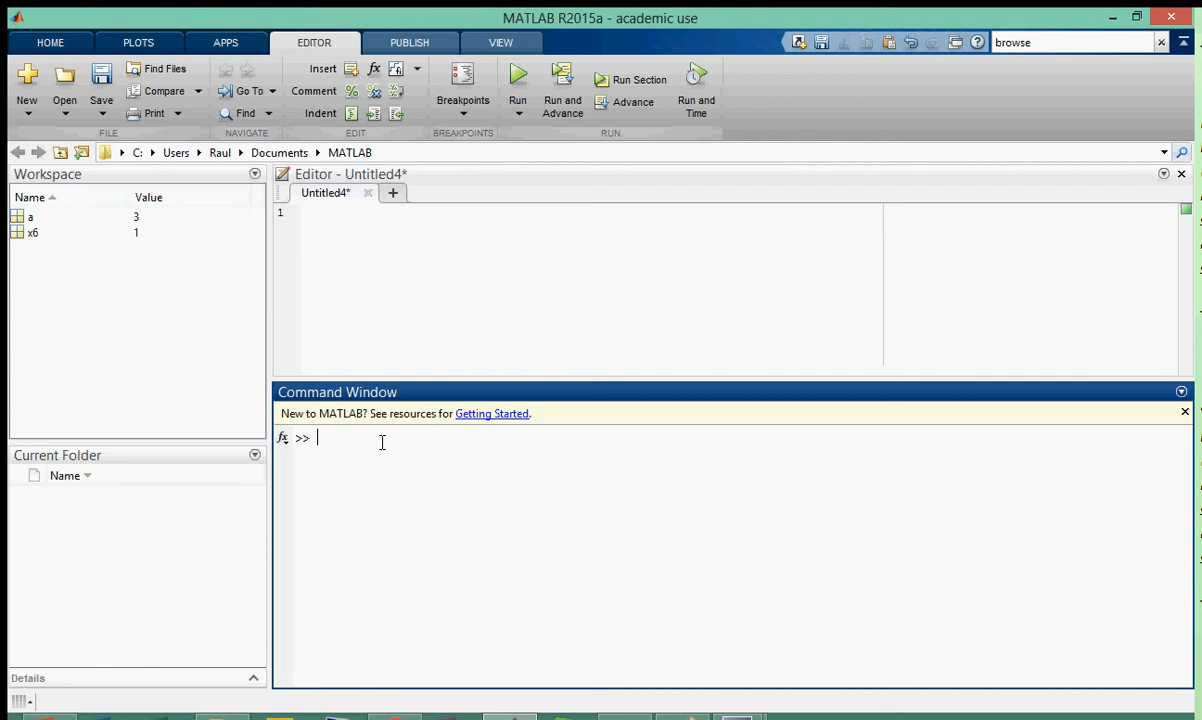 MATLAB R2015a - academic use
HOME PLOTS APPS EDITOR PUBLISH VIEW browse
New Open Save Find Files Compare Print Go To Find Insert Comment Indent Breakpoints Run Run and Advance Run Section Advance Run and Time
FILE NAVIGATE EDIT BREAKPOINTS RUN
C: Users Raul Documents MATLAB
Workspace
Name Value
a 3
x6 1
Current Folder
Name
Details
Editor - Untitled4*
Untitled4* +
1
Command Window
New to MATLAB? See resources for Getting Started.
fx >>